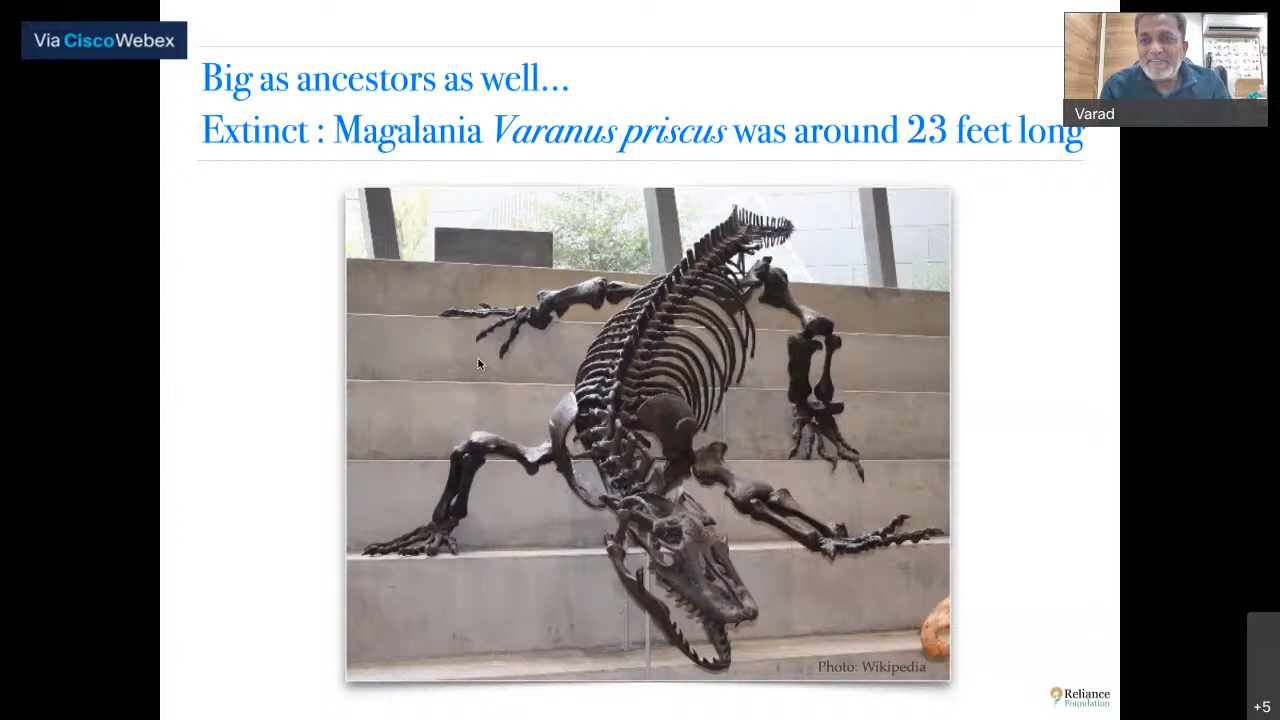 Via Cisco Webex
Big as ancestors as well...
Extinct : Magalania Varanus priscus was around 23 feet long
Varad
Photo: Wikipedia
Reliance
Foundation
+5